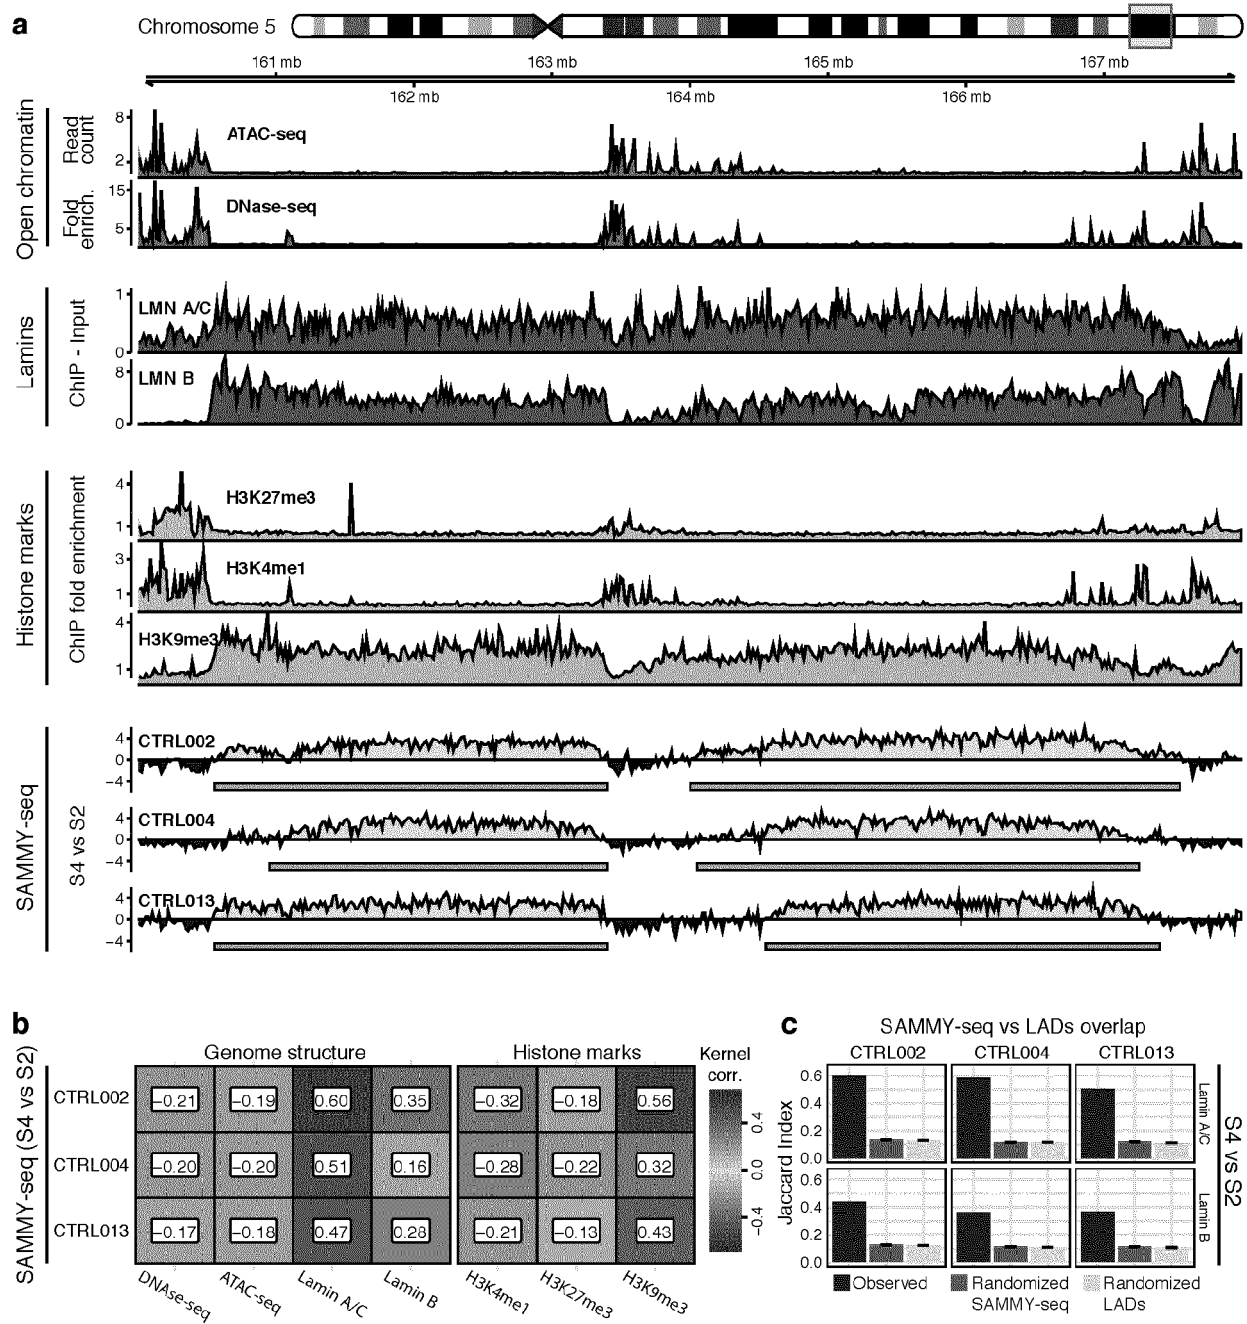 a
Chromosome 5
161 mb 163 mb 165 mb 167 mb
162 mb 164 mb 166 mb
Open chromatin
Read count
8
2
ATAC-seq
Fold enrich.
15
5
DNase-seq
Lamins
ChIP - Input
1
0
LMN A/C
8
0
LMN B
Histone marks
ChIP fold enrichment
4
1
H3K27me3
3
1
H3K4me1
4
1
H3K9me3
SAMMY-seq
S4 vs S2
4
0
−4
CTRL002
4
0
−4
CTRL004
4
0
−4
CTRL013
b
SAMMY-seq (S4 vs S2)
Genome structure Histone marks
Kernel corr.
CTRL002 −0.21 −0.19 0.60 0.35 −0.32 −0.18 0.56
CTRL004 −0.20 −0.20 0.51 0.16 −0.28 −0.22 0.32
CTRL013 −0.17 −0.18 0.47 0.28 −0.21 −0.13 0.43
DNAse-seq ATAC-seq Lamin A/C Lamin B H3K4me1 H3K27me3 H3K9me3
0.4
0.0
−0.4
c
SAMMY-seq vs LADs overlap
CTRL002 CTRL004 CTRL013
Jaccard Index
0.6
0.4
0.2
0.0
Lamin A/C
0.6
0.4
0.2
0.0
Lamin B
S4 vs S2
Observed Randomized SAMMY-seq Randomized LADs